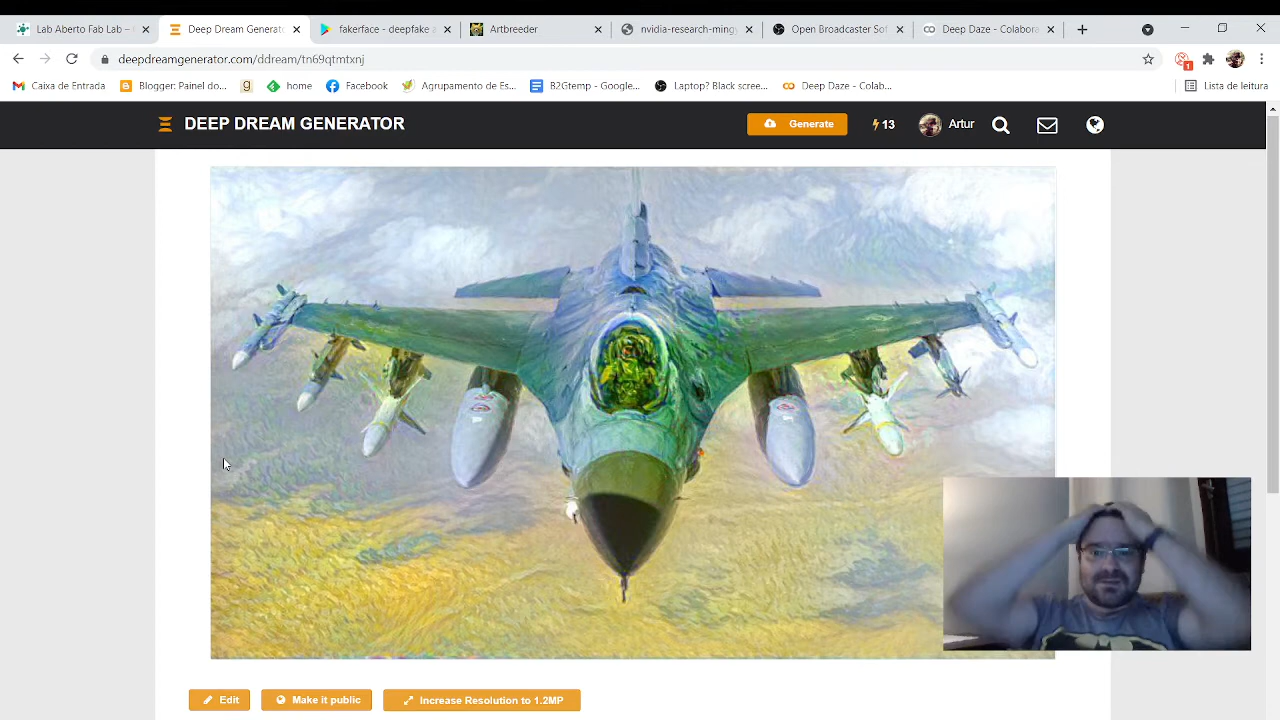 Lab Aberto Fab Lab –
Deep Dream Generato
fakerface - deepfake a
Artbreeder
nvidia-research-mingy
Open Broadcaster Sof
Deep Daze - Colabora
deepdreamgenerator.com/ddream/tn69qtmtxnj
1
Caixa de Entrada
Blogger: Painel do...
g
home
Facebook
Agrupamento de Es...
B2Gtemp - Google...
Laptop? Black scree...
Deep Daze - Colab...
Lista de leitura
DEEP DREAM GENERATOR
Generate
13
Artur
Edit
Make it public
Increase Resolution to 1.2MP